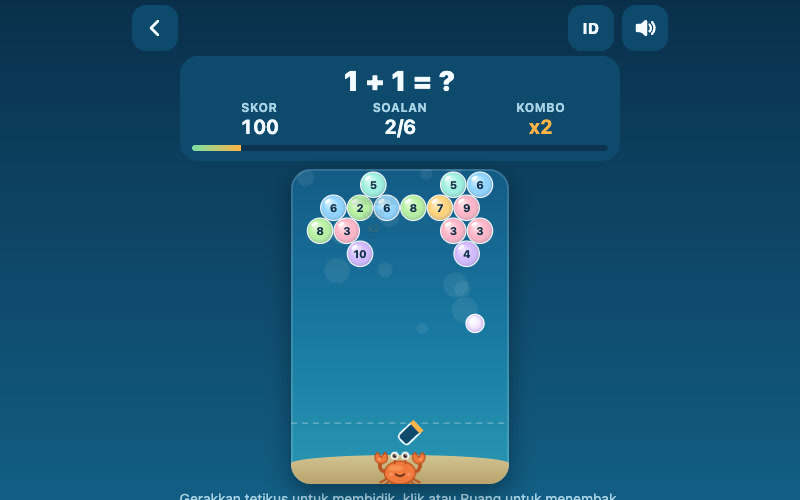 ID
1 + 1 = ?
SKOR SOALAN KOMBO
100 2/6 x2
5 5 6
6 2 6 8 7 9
8 3 3 3
10 4
Gerakkan tetikus untuk membidik, klik atau Ruang untuk menembak.